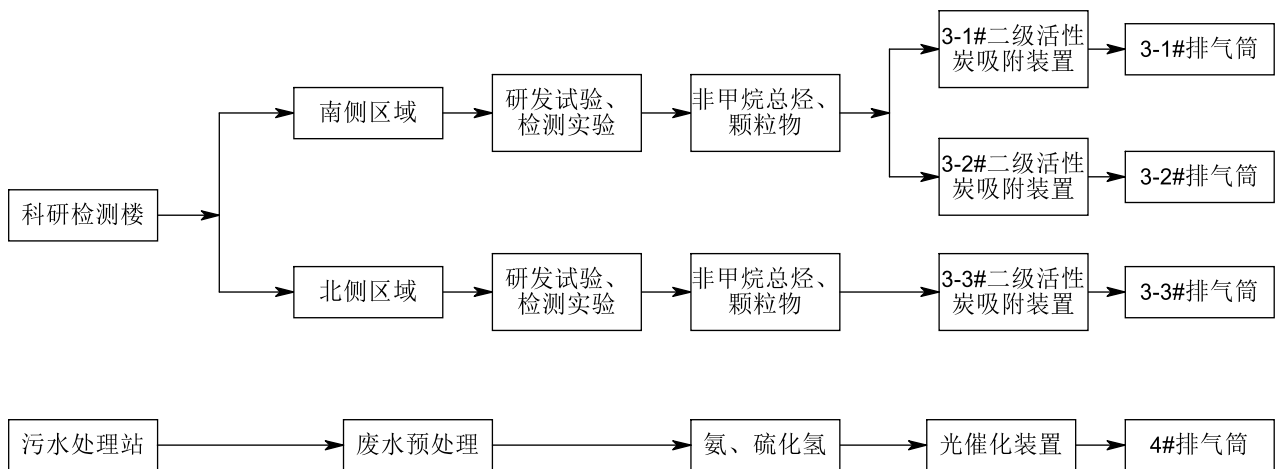 科研检测楼
南侧区域
研发试验、
检测实验
非甲烷总烃、
颗粒物
3-1#二级活性
炭吸附装置
3-1#排气筒
3-2#二级活性
炭吸附装置
3-2#排气筒
北侧区域
研发试验、
检测实验
非甲烷总烃、
颗粒物
3-3#二级活性
炭吸附装置
3-3#排气筒
污水处理站
废水预处理
氨、硫化氢
光催化装置
4#排气筒